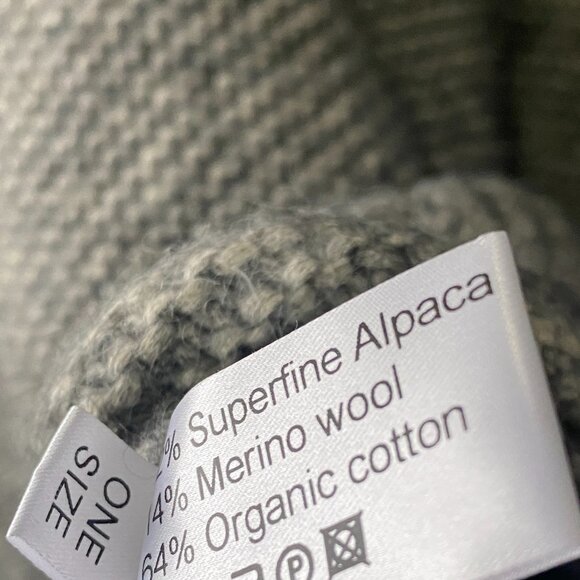 % Superfine Alpaca
14% Merino wool
64% Organic cotton
P
ONE
SIZE